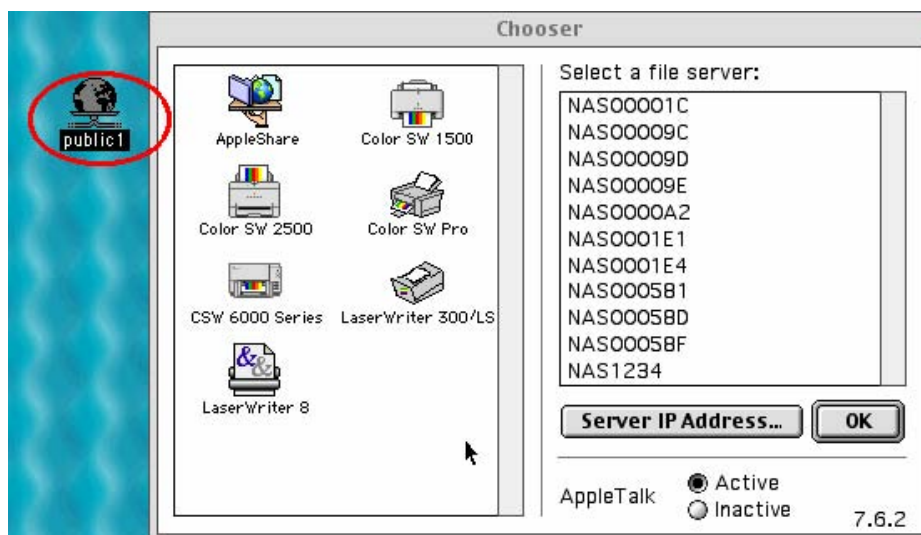 Chooser
public1
AppleShare
Color SW 1500
Color SW 2500
Color SW Pro
CSW 6000 Series
LaserWriter 300/LS
LaserWriter 8
Select a file server:
NAS00001C
NAS00009C
NAS00009D
NAS00009E
NAS0000A2
NAS0001E1
NAS0001E4
NAS0005B1
NAS00058D
NAS00058F
NAS1234
Server IP Address...
OK
AppleTalk
Active
Inactive
7.6.2